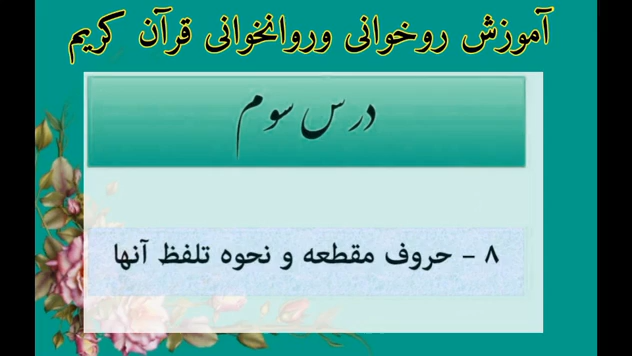 آموزش روخوانی وروانخوانی قرآن کریم
درس سوم
۸ - حروف مقطعه و نحوه تلفظ آنها